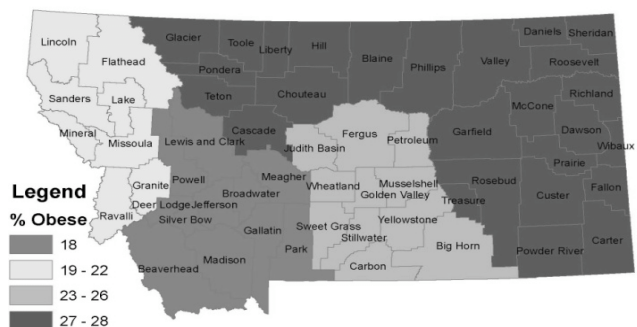 Lincoln
Flathead
Glacier
Toole
Liberty
Hill
Blaine
Phillips
Valley
Daniels
Sheridan
Roosevelt
Sanders
Lake
Pondera
Teton
Chouteau
Richland
McCone
Mineral
Missoula
Lewis and Clark
Cascade
Judith Basin
Fergus
Petroleum
Garfield
Dawson
Wibaux
Prairie
Granite
Powell
Meagher
Broadwater
Wheatland
Musselshell
Golden Valley
Rosebud
Treasure
Custer
Fallon
Ravalli
Deer Lodge
Jefferson
Silver Bow
Gallatin
Park
Sweet Grass
Stillwater
Yellowstone
Big Horn
Powder River
Carter
Beaverhead
Madison
Carbon
Legend
% Obese
18
19 - 22
23 - 26
27 - 28